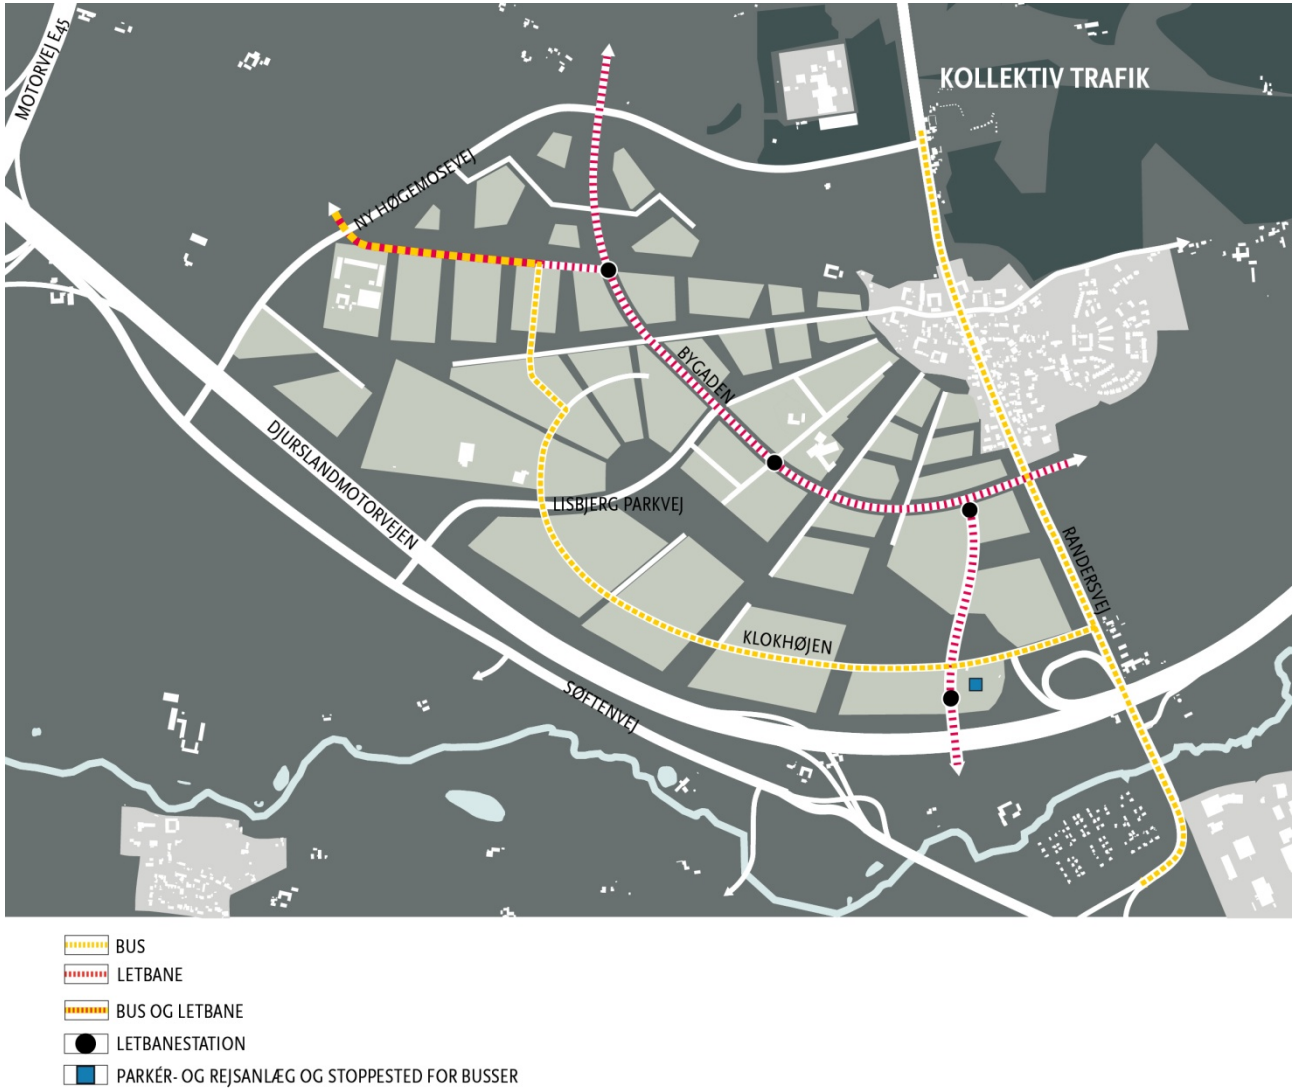 MOTORVEJ E45
KOLLEKTIV TRAFIK
NY HØGEMOSEVEJ
BYGADEN
DJURSLANDMOTORVEJEN
LISBJERG PARKVEJ
RANDERSVEJ
KLOKHØJEN
SØFTENVEJ
BUS
LETBANE
BUS OG LETBANE
LETBANESTATION
PARKÉR- OG REJSANLÆG OG STOPPESTED FOR BUSSER